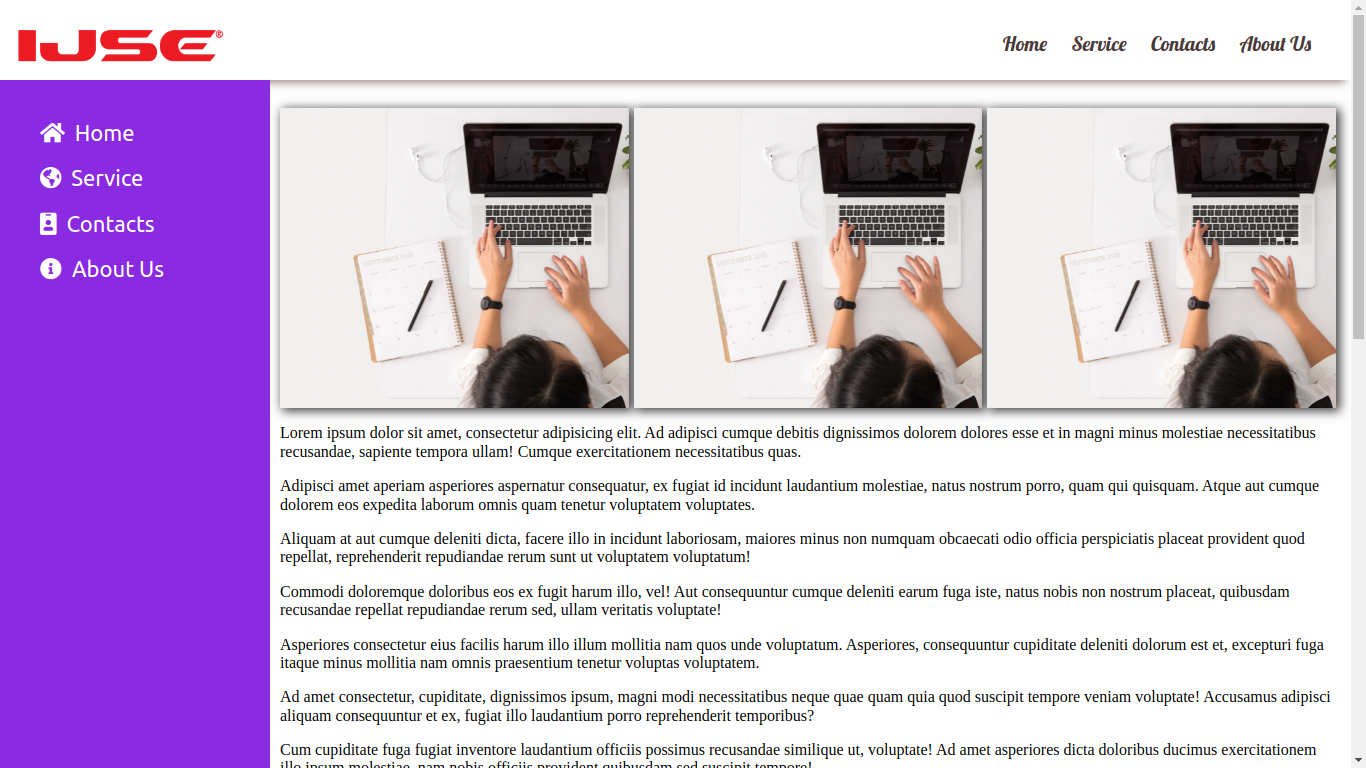 IJSE®
Home Service Contacts About Us
Home
Service
Contacts
About Us
Lorem ipsum dolor sit amet, consectetur adipisicing elit. Ad adipisci cumque debitis dignissimos dolorem dolores esse et in magni minus molestiae necessitatibus
recusandae, sapiente tempora ullam! Cumque exercitationem necessitatibus quas.
Adipisci amet aperiam asperiores aspernatur consequatur, ex fugiat id incidunt laudantium molestiae, natus nostrum porro, quam qui quisquam. Atque aut cumque
dolorem eos expedita laborum omnis quam tenetur voluptatem voluptates.
Aliquam at aut cumque deleniti dicta, facere illo in incidunt laboriosam, maiores minus non numquam obcaecati odio officia perspiciatis placeat provident quod
repellat, reprehenderit repudiandae rerum sunt ut voluptatem voluptatum!
Commodi doloremque doloribus eos ex fugit harum illo, vel! Aut consequuntur cumque deleniti earum fuga iste, natus nobis non nostrum placeat, quibusdam
recusandae repellat repudiandae rerum sed, ullam veritatis voluptate!
Asperiores consectetur eius facilis harum illo illum mollitia nam quos unde voluptatum. Asperiores, consequuntur cupiditate deleniti dolorum est et, excepturi fuga
itaque minus mollitia nam omnis praesentium tenetur voluptas voluptatem.
Ad amet consectetur, cupiditate, dignissimos ipsum, magni modi necessitatibus neque quae quam quia quod suscipit tempore veniam voluptate! Accusamus adipisci
aliquam consequuntur et ex, fugiat illo laudantium porro reprehenderit temporibus?
Cum cupiditate fuga fugiat inventore laudantium officiis possimus recusandae similique ut, voluptate! Ad amet asperiores dicta doloribus ducimus exercitationem
illo ipsum molestiae, nam nobis officiis provident quibusdam sed suscipit tempore!